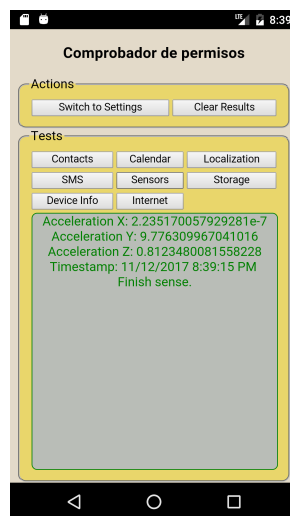 LTE 8:39
Comprobador de permisos
Actions
Switch to Settings Clear Results
Tests
Contacts Calendar Localization
SMS Sensors Storage
Device Info Internet
Acceleration X: 2.235170057929281e-7
Acceleration Y: 9.776309967041016
Acceleration Z: 0.8123480081558228
Timestamp: 11/12/2017 8:39:15 PM
Finish sense.